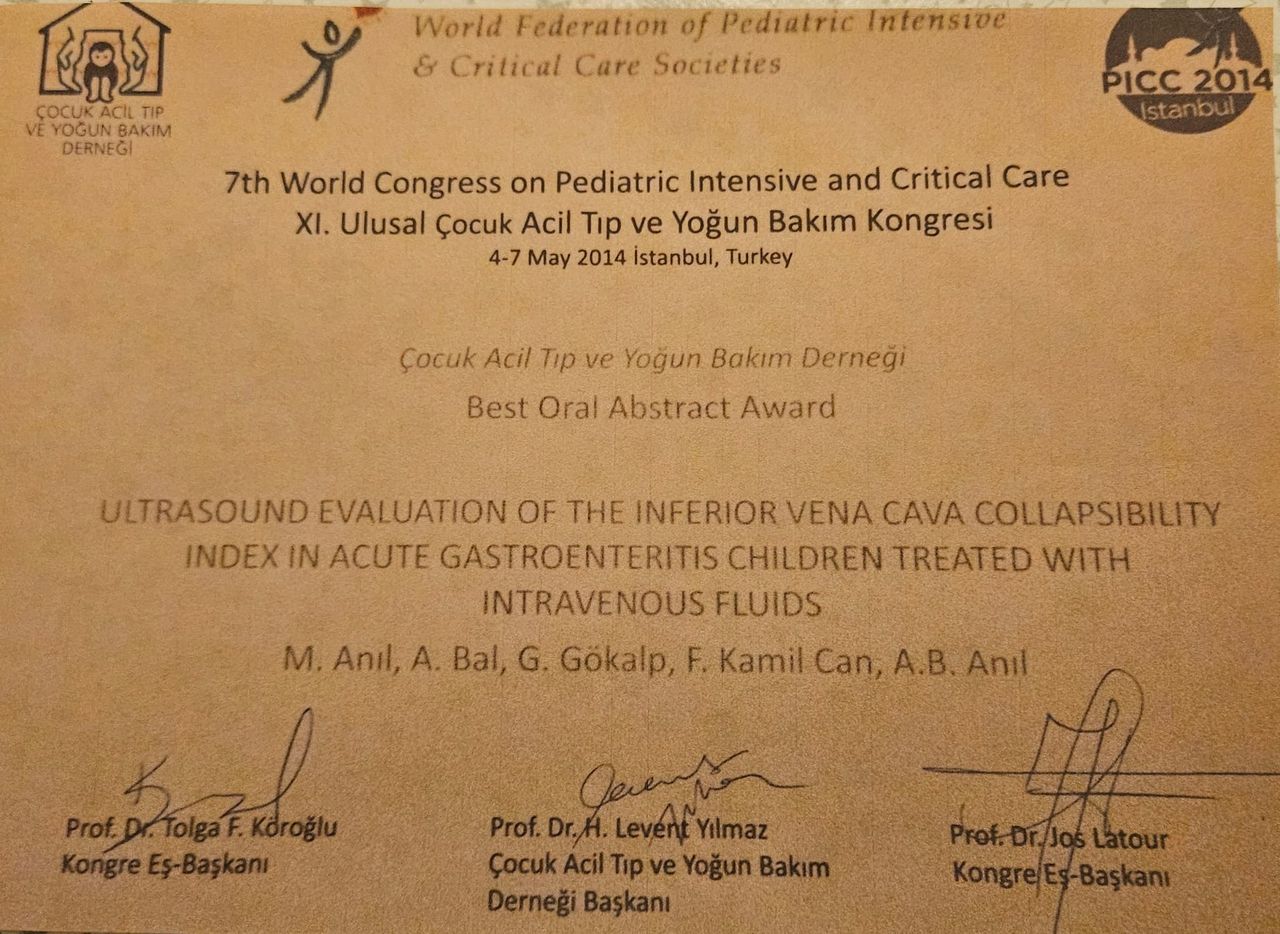 ÇOCUK ACİL TIP
VE YOĞUN BAKIM
DERNEĞİ
World Federation of Pediatric Intensive
& Critical Care Societies
PICC 2014
Istanbul
7th World Congress on Pediatric Intensive and Critical Care
XI. Ulusal Çocuk Acil Tıp ve Yoğun Bakım Kongresi
4-7 May 2014 İstanbul, Turkey
Çocuk Acil Tıp ve Yoğun Bakım Derneği
Best Oral Abstract Award
ULTRASOUND EVALUATION OF THE INFERIOR VENA CAVA COLLAPSIBILITY
INDEX IN ACUTE GASTROENTERITIS CHILDREN TREATED WITH
INTRAVENOUS FLUIDS
M. Anıl, A. Bal, G. Gökalp, F. Kamil Can, A.B. Anıl
Prof. Dr. Tolga F. Köroğlu
Kongre Eş-Başkanı
Prof. Dr. H. Levent Yılmaz
Çocuk Acil Tıp ve Yoğun Bakım
Derneği Başkanı
Prof. Dr. Jos Latour
Kongre Eş-Başkanı